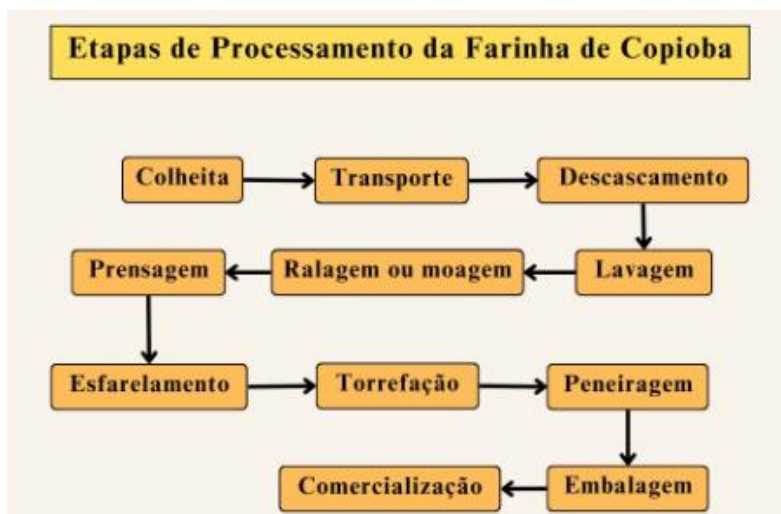 Etapas de Processamento da Farinha de Copioba
Colheita
Transporte
Descascamento
Lavagem
Ralagem ou moagem
Prensagem
Esfarelamento
Torrefação
Peneiragem
Embalagem
Comercialização